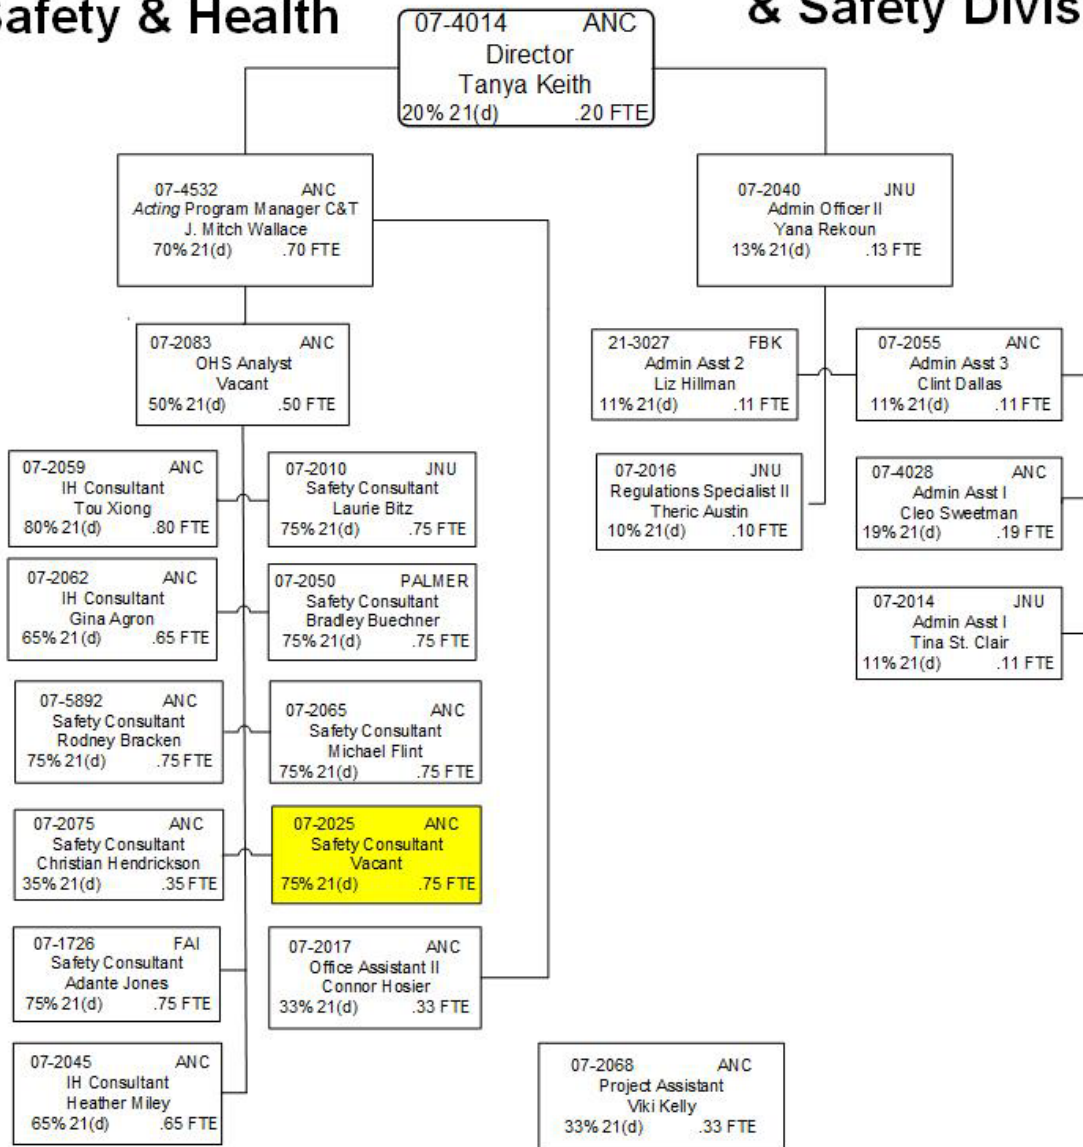 Safety & Health
& Safety Divis
07-4014 ANC
Director
Tanya Keith
20% 21(d) .20 FTE
07-4532 ANC
Acting Program Manager C&T
J. Mitch Wallace
70% 21(d) .70 FTE
07-2040 JNU
Admin Officer II
Yana Rekoun
13% 21(d) .13 FTE
07-2083 ANC
OHS Analyst
Vacant
50% 21(d) .50 FTE
21-3027 FBK
Admin Asst 2
Liz Hillman
11% 21(d) .11 FTE
07-2055 ANC
Admin Asst 3
Clint Dallas
11% 21(d) .11 FTE
07-2059 ANC
IH Consultant
Tou Xiong
80% 21(d) .80 FTE
07-2010 JNU
Safety Consultant
Laurie Bitz
75% 21(d) .75 FTE
07-2016 JNU
Regulations Specialist II
Theric Austin
10% 21(d) .10 FTE
07-4028 ANC
Admin Asst I
Cleo Sweetman
19% 21(d) .19 FTE
07-2062 ANC
IH Consultant
Gina Agron
65% 21(d) .65 FTE
07-2050 PALMER
Safety Consultant
Bradley Buechner
75% 21(d) .75 FTE
07-2014 JNU
Admin Asst I
Tina St. Clair
11% 21(d) .11 FTE
07-5892 ANC
Safety Consultant
Rodney Bracken
75% 21(d) .75 FTE
07-2065 ANC
Safety Consultant
Michael Flint
75% 21(d) .75 FTE
07-2075 ANC
Safety Consultant
Christian Hendrickson
35% 21(d) .35 FTE
07-2025 ANC
Safety Consultant
Vacant
75% 21(d) .75 FTE
07-1726 FAI
Safety Consultant
Adante Jones
75% 21(d) .75 FTE
07-2017 ANC
Office Assistant II
Connor Hosier
33% 21(d) .33 FTE
07-2045 ANC
IH Consultant
Heather Miley
65% 21(d) .65 FTE
07-2068 ANC
Project Assistant
Viki Kelly
33% 21(d) .33 FTE